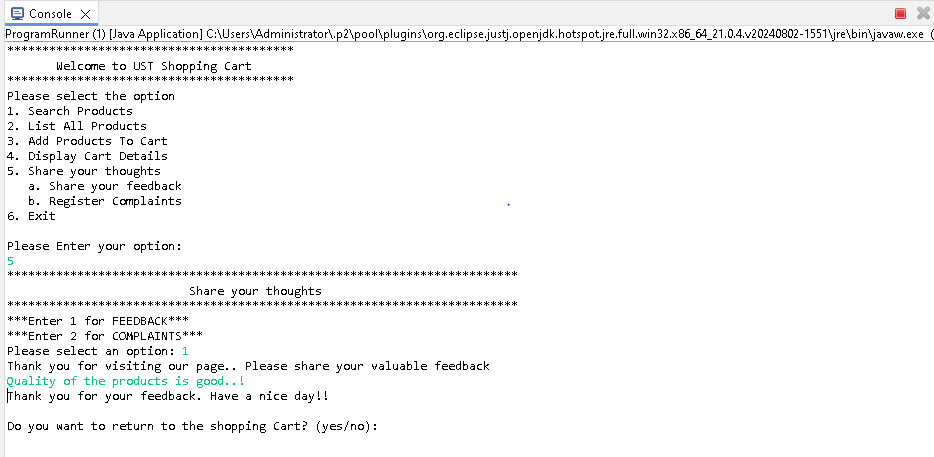 Console
ProgramRunner (1) [Java Application] C:\Users\Administrator\.p2\pool\plugins\org.eclipse.justj.openjdk.hotspot.jre.full.win32.x86_64_21.0.4.v20240802-1551\jre\bin\javaw.exe (
*****************************************
Welcome to UST Shopping Cart
*****************************************
Please select the option
1. Search Products
2. List All Products
3. Add Products To Cart
4. Display Cart Details
5. Share your thoughts
a. Share your feedback
b. Register Complaints
6. Exit
Please Enter your option:
5
*************************************************************************
Share your thoughts
*************************************************************************
***Enter 1 for FEEDBACK***
***Enter 2 for COMPLAINTS***
Please select an option: 1
Thank you for visiting our page.. Please share your valuable feedback
Quality of the products is good..!
Thank you for your feedback. Have a nice day!!
Do you want to return to the shopping Cart? (yes/no):